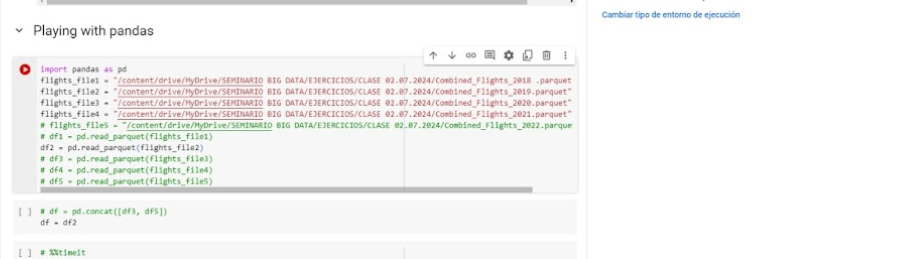 Cambiar tipo de entorno de ejecución
Playing with pandas
import pandas as pd
flights_file1 = "/content/drive/MyDrive/SEMINARIO BIG DATA/EJERCICIOS/CLASE 02.07.2024/Combined_Flights_2018 .parquet
flights_file2 = "/content/drive/MyDrive/SEMINARIO BIG DATA/EJERCICIOS/CLASE 02.07.2024/Combined_Flights_2019.parquet"
flights_file3 = "/content/drive/MyDrive/SEMINARIO BIG DATA/EJERCICIOS/CLASE 02.07.2024/Combined_Flights_2020.parquet"
flights_file4 = "/content/drive/MyDrive/SEMINARIO BIG DATA/EJERCICIOS/CLASE 02.07.2024/Combined_Flights_2021.parquet"
# flights_file5 = "/content/drive/MyDrive/SEMINARIO BIG DATA/EJERCICIOS/CLASE 02.07.2024/Combined_Flights_2022.parque
# df1 = pd.read_parquet(flights_file1)
df2 = pd.read_parquet(flights_file2)
# df3 = pd.read_parquet(flights_file3)
# df4 = pd.read_parquet(flights_file4)
# df5 = pd.read_parquet(flights_file5)
[ ] # df = pd.concat([df3, df5])
df = df2
[ ] # %%timeit